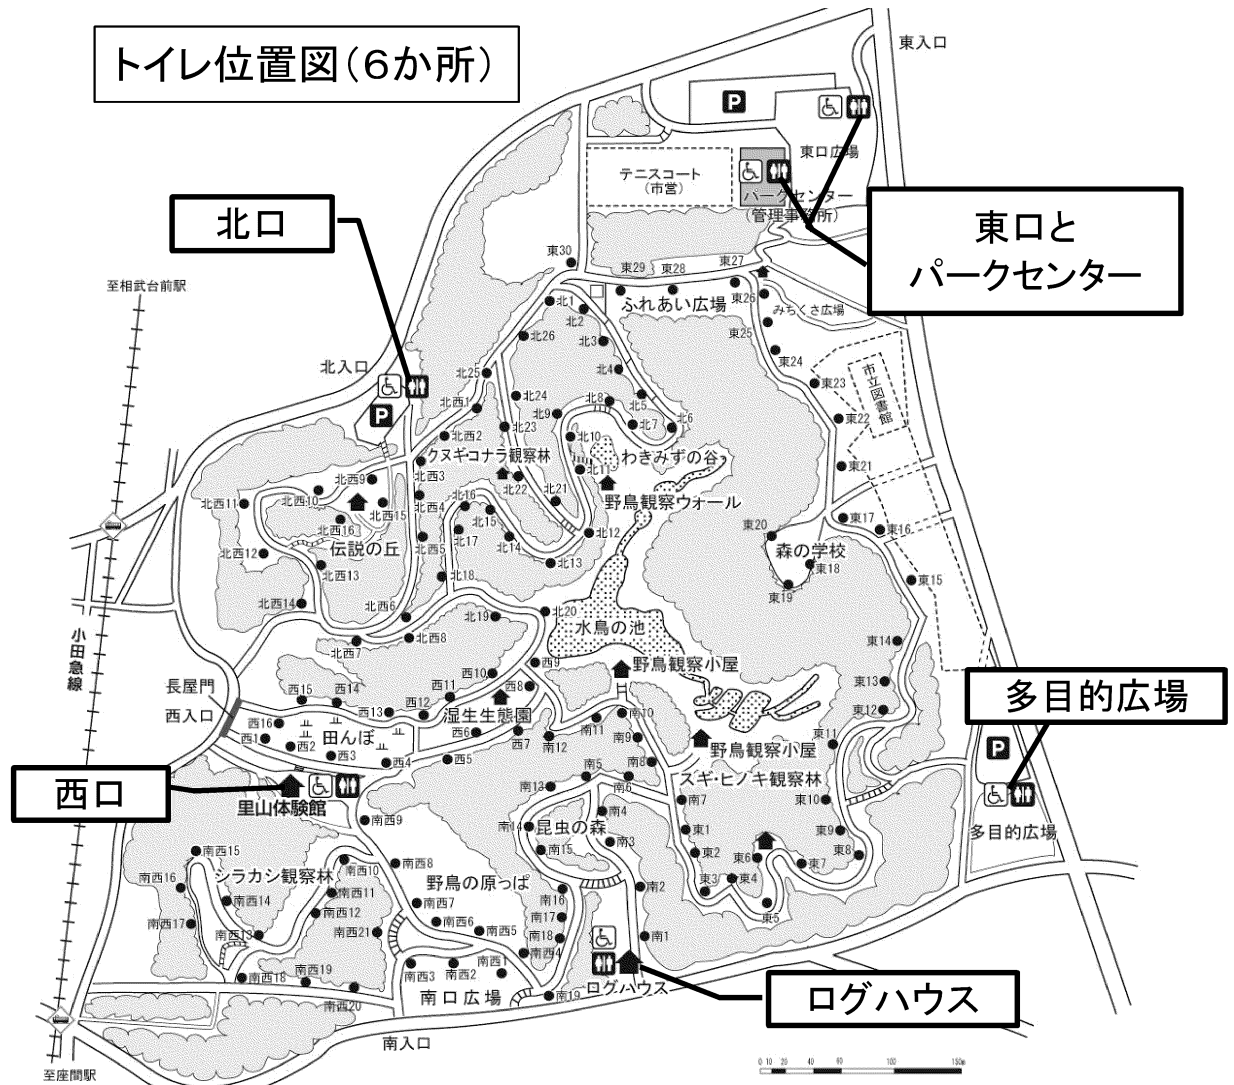 トイレ位置図(6か所)
東入口
P
東口広場
テニスコート
(市営)
パークセンター
(管理事務所)
東口と
パークセンター
北口
至相武台前駅
東30
東29
東28
東27
東26
ふれあい広場
みちくさ広場
北1
北2
北3
北26
東25
東24
北入口
北25
北4
東23
市立図書館
P
北西1
北24
北8
北5
北9
北7
北6
東22
北西2
北23
北10
クヌギ・コナラ観察林
わきみずの谷
北西3
北11
東21
北西9
北22
北21
野鳥観察ウォール
北西11
北西10
北西15
北西4
北16
北15
北西16
北17
北14
北12
東20
東17
東16
伝説の丘
北西5
森の学校
北西12
北西13
北13
東18
北18
東19
東15
北西14
北西6
北19
北20
水鳥の池
小田急線
北西7
北西8
東14
西9
野鳥観察小屋
西10
長屋門
西15
西14
西11
西8
東13
多目的広場
西入口
西16
西13
西12
湿生生態園
南10
東12
西1
西2
田んぼ
西6
西7
南11
南12
南9
東11
西3
西4
西5
野鳥観察小屋
P
西口
南8
スギ・ヒノキ観察林
南5
南13
南6
里山体験館
南7
東10
南4
西9
南14
昆虫の森
東1
東9
多目的広場
南3
南15
東2
東6
東8
南西15
南西8
南西10
東7
シラカシ観察林
野鳥の原っぱ
東3
東4
南西16
南西11
南2
南西14
南西7
南16
南西12
東5
南西17
南西6
南17
南西13
南西21
南西5
南18
南1
南西4
南西19
南西3
南西2
南西1
南西18
ログハウス
南西20
南口広場
南19
ログハウス
南入口
至座間駅
0 10 20 40 60 100 150m